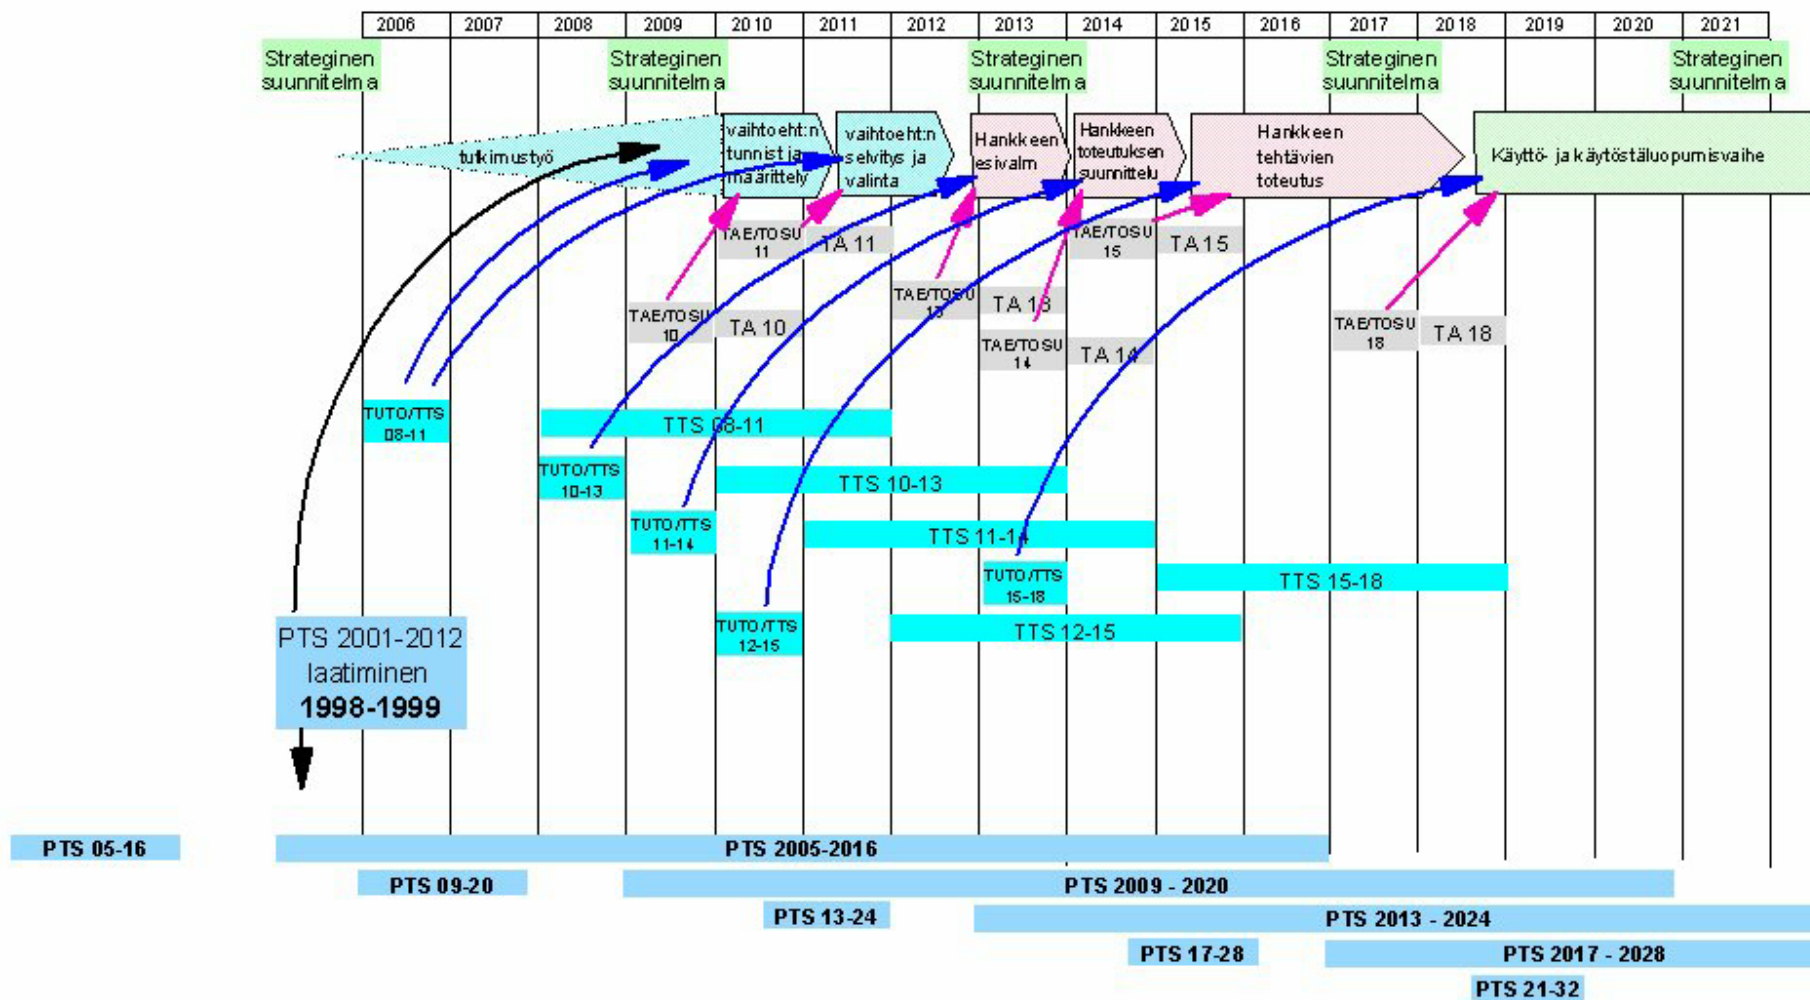 2006 2007 2008 2009 2010 2011 2012 2013 2014 2015 2016 2017 2018 2019 2020 2021
Strateginen
suunnitelma
Strateginen
suunnitelma
Strateginen
suunnitelma
Strateginen
suunnitelma
Strateginen
suunnitelma
tutkimustyö
vaihtoeht:n
tunnist ja
määrittely
vaihtoeht:n
selvitys ja
valinta
Hankkeen
esivalm
Hankkeen
toteutuksen
suunnittelu
Hankkeen
tehtävien
toteutus
Käyttö- ja käytöstäluopumisvaihe
TAE/TOSU
11
TA 11
TAE/TOSU
15
TA 15
TAE/TOSU
10
TA 10
TAE/TOSU
13
TA 13
TAE/TOSU
14
TA 14
TAE/TOSU
18
TA 18
TUTO/TTS
08-11
TTS 08-11
TUTO/TTS
10-13
TTS 10-13
TUTO/TTS
11-14
TTS 11-14
TUTO/TTS
15-18
TTS 15-18
TUTO/TTS
12-15
TTS 12-15
PTS 2001-2012
laatiminen
1998-1999
PTS 05-16
PTS 2005-2016
PTS 09-20
PTS 2009 - 2020
PTS 13-24
PTS 2013 - 2024
PTS 17-28
PTS 2017 - 2028
PTS 21-32